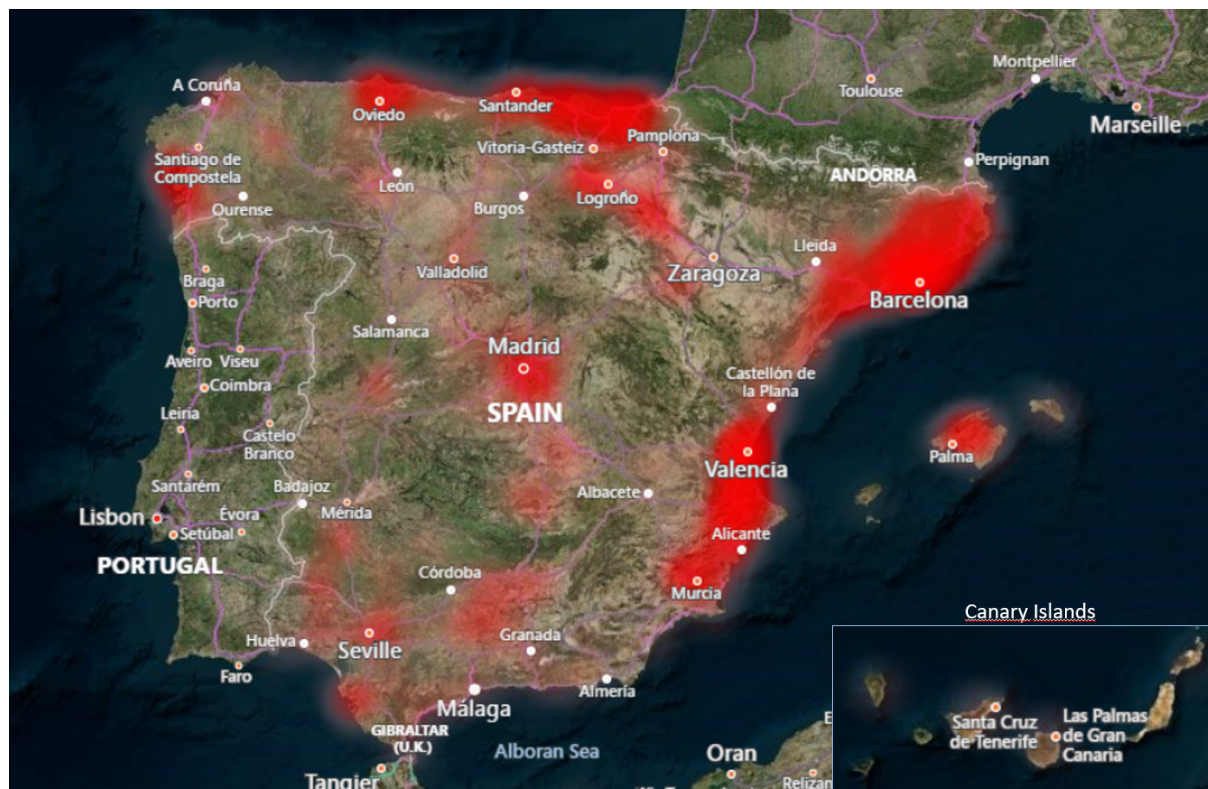 Montpellier
A Coruña
Toulouse
Oviedo
Santander
Marseille
Pamplona
Vitoria-Gasteiz
Santiago de
Compostela
Perpignan
ANDORRA
León
Logroño
Burgos
Ourense
Lleida
Valladolid
Zaragoza
Braga
Porto
Barcelona
Salamanca
Madrid
Aveiro
Viseu
Castellón de
la Plana
Coimbra
SPAIN
Leiria
Castelo
Branco
Palma
Valencia
Santarém
Badajoz
Albacete
Mérida
Lisbon
Évora
Setúbal
Alicante
PORTUGAL
Córdoba
Murcia
Canary Islands
Huelva
Seville
Granada
Faro
Almería
Málaga
GIBRALTAR
(U.K.)
Alboran Sea
Santa Cruz
de Tenerife
Las Palmas
de Gran
Canaria
Oran
Tangier